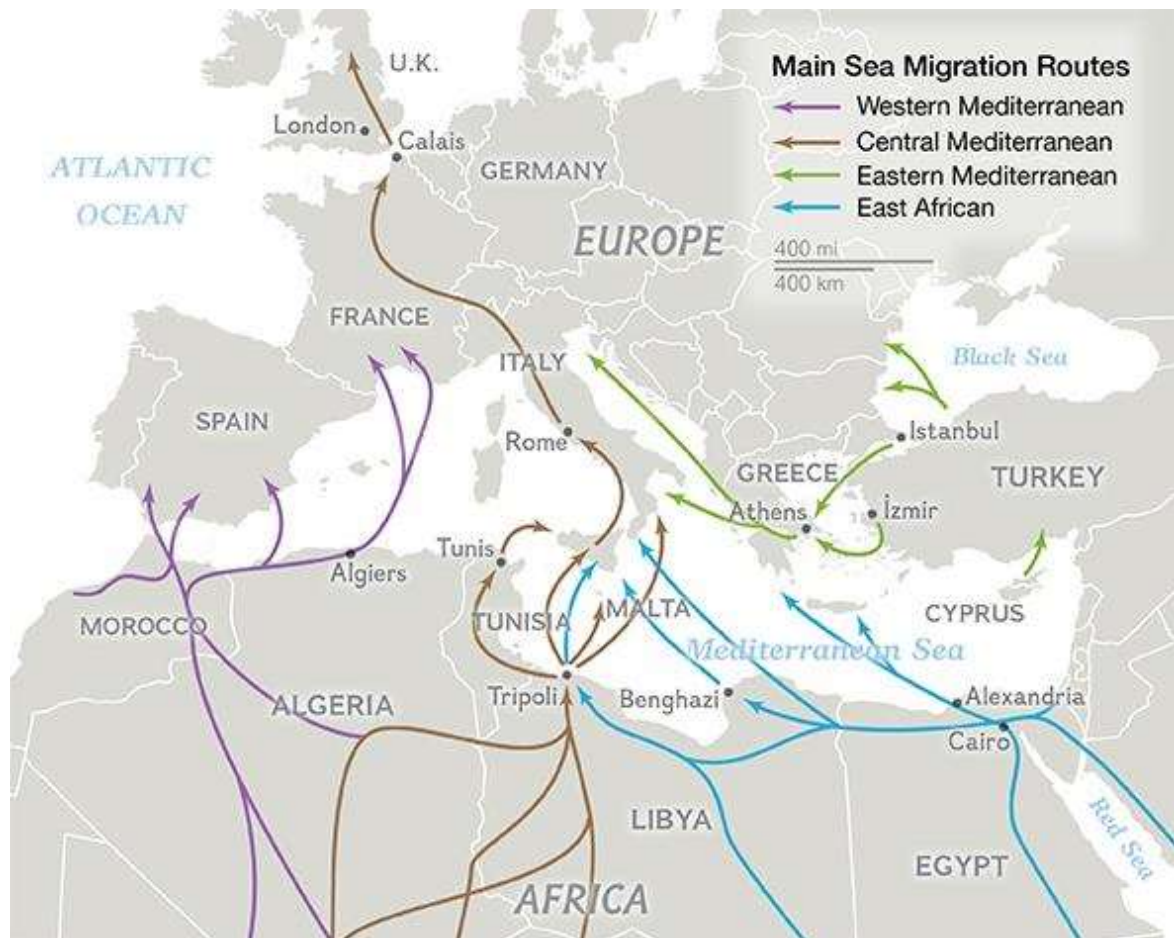 Main Sea Migration Routes
Western Mediterranean
Central Mediterranean
Eastern Mediterranean
East African
400 mi
400 km
U.K.
London
Calais
ATLANTIC
OCEAN
GERMANY
EUROPE
FRANCE
ITALY
Black Sea
SPAIN
Rome
Istanbul
GREECE
TURKEY
Athens
İzmir
Tunis
Algiers
MOROCCO
TUNISIA
MALTA
CYPRUS
Mediterranean Sea
ALGERIA
Tripoli
Benghazi
Alexandria
Cairo
LIBYA
EGYPT
Red Sea
AFRICA